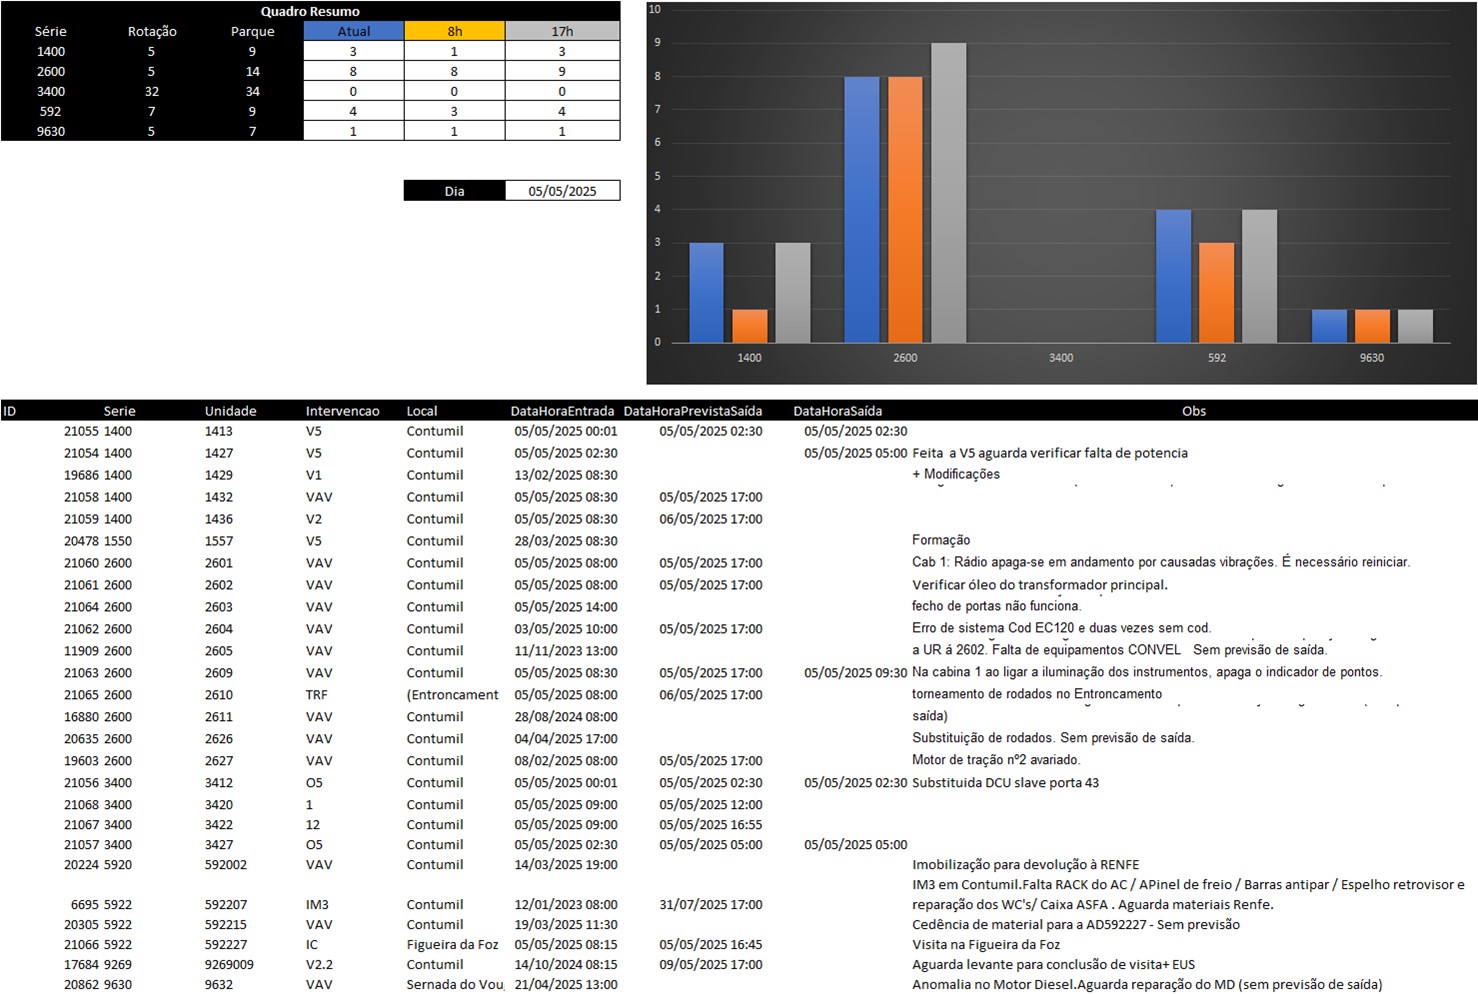 Quadro Resumo
Série Rotação Parque Atual 8h 17h
1400 5 9 3 1 3
2600 5 14 8 8 9
3400 32 34 0 0 0
592 7 9 4 3 4
9630 5 7 1 1 1
Dia 05/05/2025
10
9
8
7
6
5
4
3
2
1
0
1400 2600 3400 592 9630
ID Serie Unidade Intervencao Local DataHoraEntrada DataHoraPrevistaSaída DataHoraSaída Obs
21055 1400 1413 V5 Contumil 05/05/2025 00:01 05/05/2025 02:30 05/05/2025 02:30
21054 1400 1427 V5 Contumil 05/05/2025 02:30 05/05/2025 05:00 Feita a V5 aguarda verificar falta de potencia
19686 1400 1429 V1 Contumil 13/02/2025 08:30 + Modificações
21058 1400 1432 VAV Contumil 05/05/2025 08:30 05/05/2025 17:00
21059 1400 1436 V2 Contumil 05/05/2025 08:30 06/05/2025 17:00
20478 1550 1557 V5 Contumil 28/03/2025 08:30 Formação
21060 2600 2601 VAV Contumil 05/05/2025 08:00 05/05/2025 17:00 Cab 1: Rádio apaga-se em andamento por causadas vibrações. É necessário reiniciar.
21061 2600 2602 VAV Contumil 05/05/2025 08:00 05/05/2025 17:00 Verificar óleo do transformador principal.
21064 2600 2603 VAV Contumil 05/05/2025 14:00 fecho de portas não funciona.
21062 2600 2604 VAV Contumil 03/05/2025 10:00 05/05/2025 17:00 Erro de sistema Cod EC120 e duas vezes sem cod.
11909 2600 2605 VAV Contumil 11/11/2023 13:00 a UR á 2602. Falta de equipamentos CONVEL Sem previsão de saída.
21063 2600 2609 VAV Contumil 05/05/2025 08:30 05/05/2025 17:00 05/05/2025 09:30 Na cabina 1 ao ligar a iluminação dos instrumentos, apaga o indicador de pontos.
21065 2600 2610 TRF (Entroncament 05/05/2025 08:00 06/05/2025 17:00 torneamento de rodados no Entroncamento
16880 2600 2611 VAV Contumil 28/08/2024 08:00 saída)
20635 2600 2626 VAV Contumil 04/04/2025 17:00 Substituição de rodados. Sem previsão de saída.
19603 2600 2627 VAV Contumil 08/02/2025 08:00 05/05/2025 17:00 Motor de tração nº2 avariado.
21056 3400 3412 O5 Contumil 05/05/2025 00:01 05/05/2025 02:30 05/05/2025 02:30 Substituida DCU slave porta 43
21068 3400 3420 1 Contumil 05/05/2025 09:00 05/05/2025 12:00
21067 3400 3422 12 Contumil 05/05/2025 09:00 05/05/2025 16:55
21057 3400 3427 O5 Contumil 05/05/2025 02:30 05/05/2025 05:00 05/05/2025 05:00
20224 5920 592002 VAV Contumil 14/03/2025 19:00 Imobilização para devolução à RENFE
IM3 em Contumil.Falta RACK do AC / APinel de freio / Barras antipar / Espelho retrovisor e
6695 5922 592207 IM3 Contumil 12/01/2023 08:00 31/07/2025 17:00 reparação dos WC's/ Caixa ASFA . Aguarda materiais Renfe.
20305 5922 592215 VAV Contumil 19/03/2025 11:30 Cedência de material para a AD592227 - Sem previsão
21066 5922 592227 IC Figueira da Foz 05/05/2025 08:15 05/05/2025 16:45 Visita na Figueira da Foz
17684 9269 9269009 V2.2 Contumil 14/10/2024 08:15 09/05/2025 17:00 Aguarda levante para conclusão de visita+ EUS
20862 9630 9632 VAV Sernada do Vou 21/04/2025 13:00 Anomalia no Motor Diesel.Aguarda reparação do MD (sem previsão de saída)